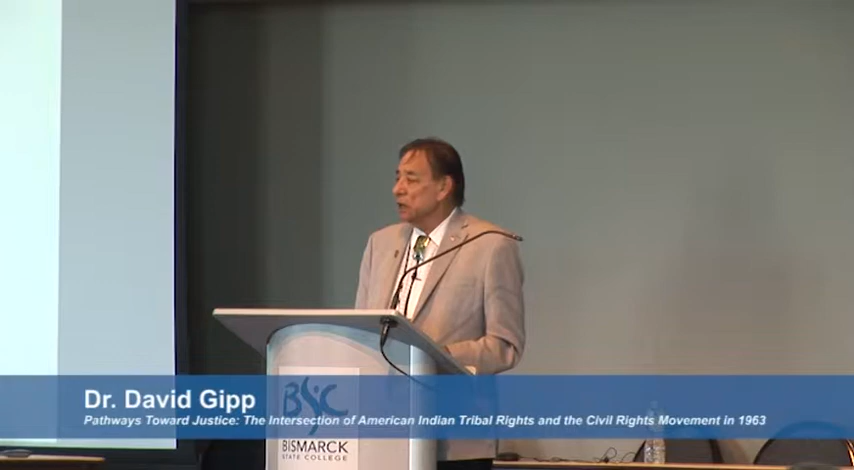 Dr. David Gipp
Pathways Toward Justice: The Intersection of American Indian Tribal Rights and the Civil Rights Movement in 1963
BSC
BISMARCK
STATE COLLEGE